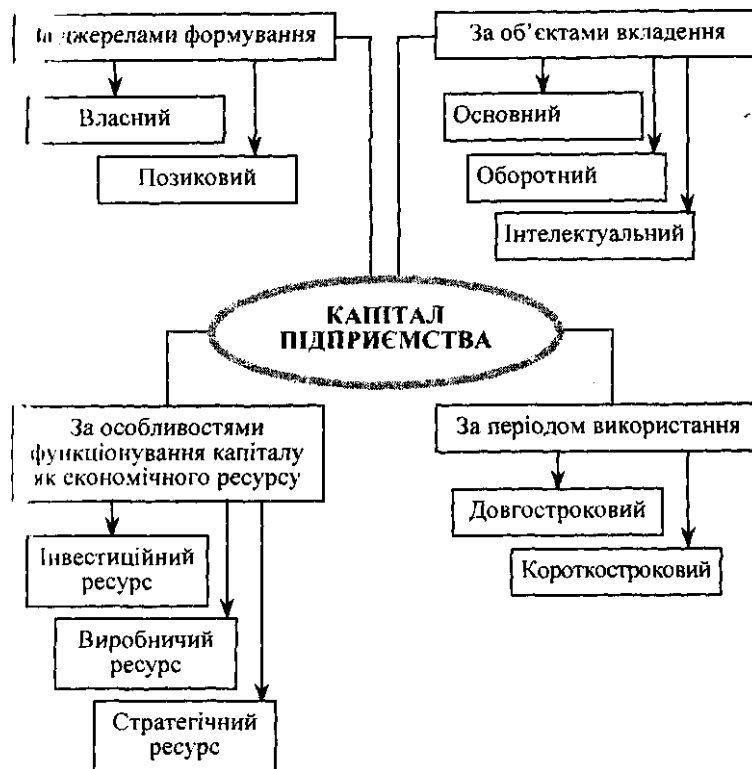 За джерелами формування
Власний
Позиковий
За об’єктами вкладення
Основний
Оборотний
Інтелектуальний
КАПІТАЛ
ПІДПРИЄМСТВА
За особливостями
функціонування капіталу
як економічного ресурсу
Інвестиційний
ресурс
Виробничий
ресурс
Стратегічний
ресурс
За періодом використання
Довгостроковий
Короткостроковий